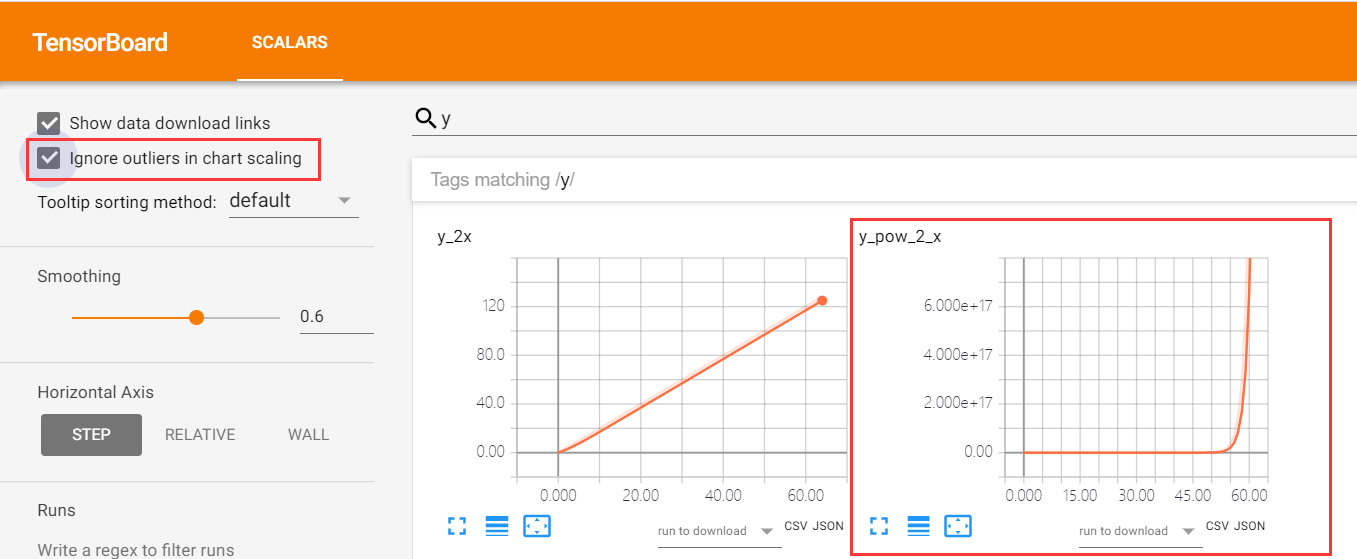 TensorBoard
SCALARS
Show data download links
Ignore outliers in chart scaling
Tooltip sorting method: default
Smoothing
0.6
Horizontal Axis
STEP RELATIVE WALL
Runs
Write a regex to filter runs
y
Tags matching /y/
y_2x
120
80.0
40.0
0.00
0.000 20.00 40.00 60.00
run to download CSV JSON
y_pow_2_x
6.000e+17
4.000e+17
2.000e+17
0.00
0.000 15.00 30.00 45.00 60.00
run to download CSV JSON